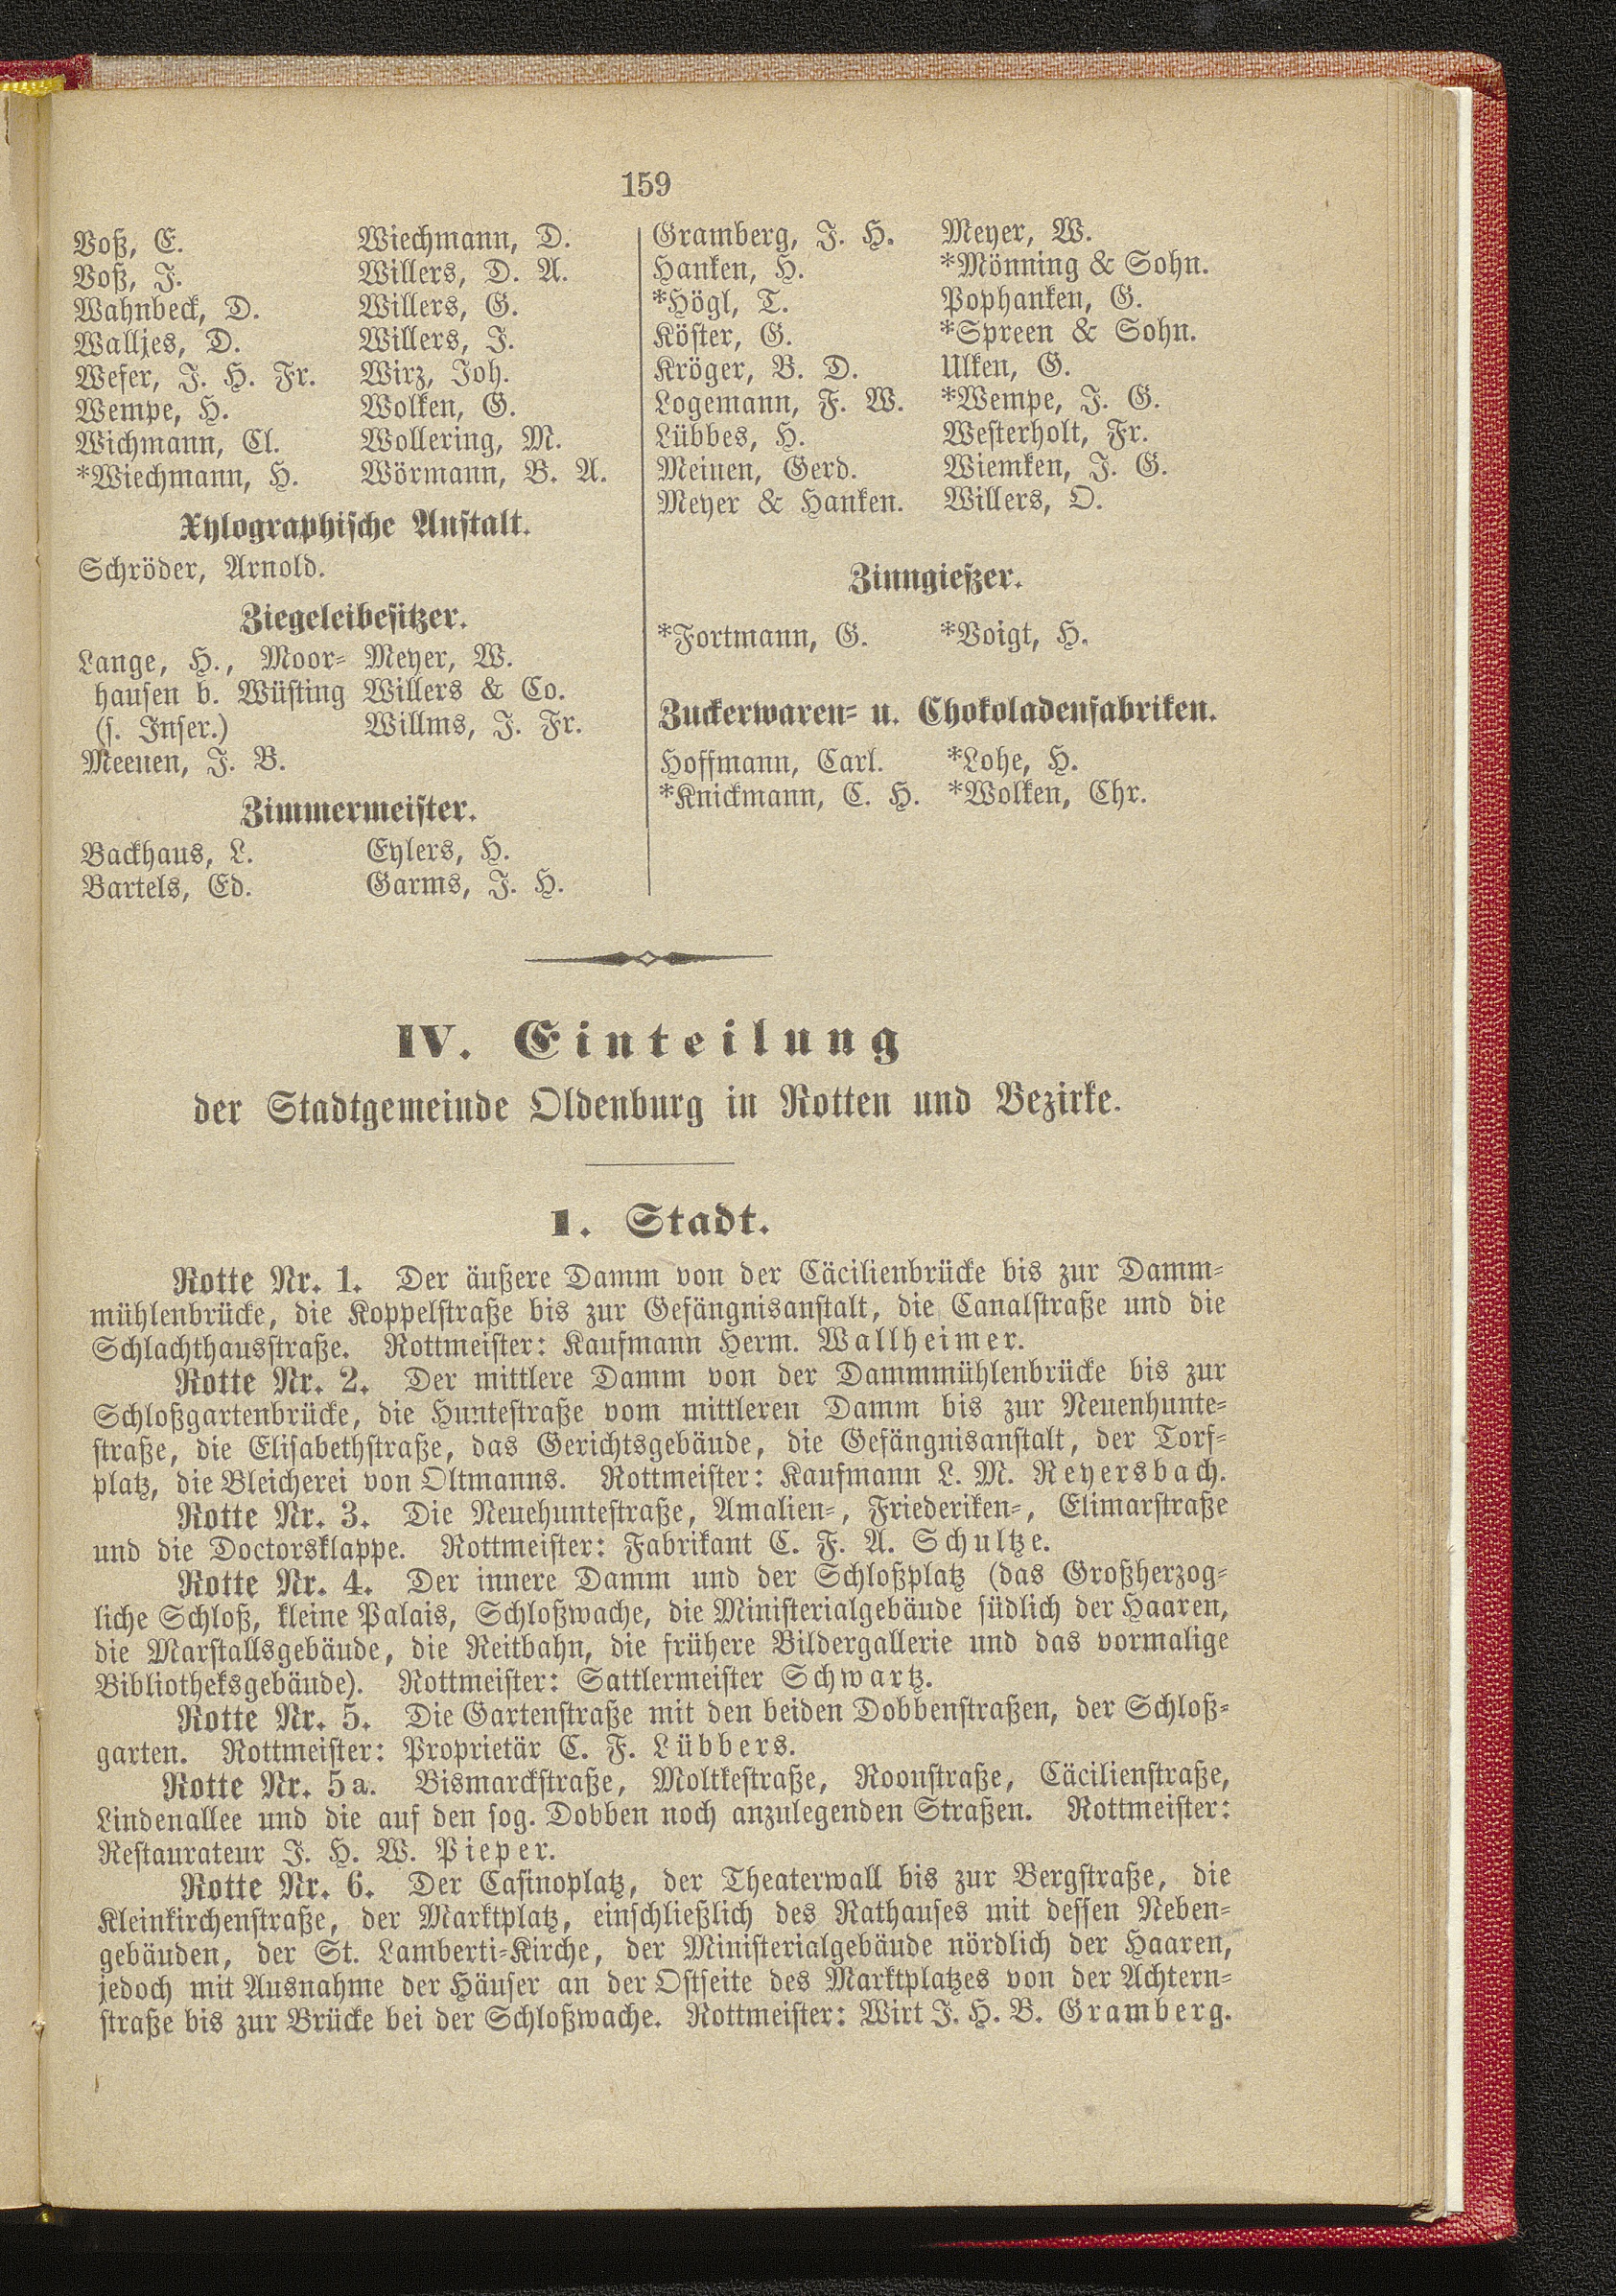 159
Voß, E.
Voß, J.
Wahnbeck, D.
Walljes, D.
Wefer, J. H. Fr.
Wempe, H.
Wichmann, Cl.
*Wiechmann, H.
Wiechmann, D.
Willers, D. A.
Willers, G.
Willers, J.
Wirz, Joh.
Wolken, G.
Wollering, M.
Wörmann, B. A.
Xylographische Anstalt.
Schröder, Arnold.
Ziegeleibesitzer.
Lange, H., Moor-
hausen b. Wüsting
(s. Inser.)
Meenen, J. B.
Meyer, W.
Willers & Co.
Willms, J. Fr.
Zimmermeister.
Backhaus, L.
Bartels, Ed.
Eylers, H.
Garms, J. H.
Gramberg, J. H.
Hanken, H.
*Högl, T.
Köster, G.
Kröger, B. D.
Logemann, F. W.
Lübbes, H.
Meinen, Gerd.
Meyer & Hanken.
Meyer, W.
*Mönning & Sohn.
Pophanken, G.
*Spreen & Sohn.
Ulken, G.
*Wempe, J. G.
Westerholt, Fr.
Wiemken, J. G.
Willers, O.
Zinngießer.
*Fortmann, G.
*Voigt, H.
Zuckerwaren- u. Chokoladenfabriken.
Hoffmann, Carl.
*Knickmann, C. H.
*Lohe, H.
*Wolken, Chr.
IV. Einteilung
der Stadtgemeinde Oldenburg in Rotten und Bezirke.
1. Stadt.
Rotte Nr. 1. Der äußere Damm von der Cäcilienbrücke bis zur Damm-
mühlenbrücke, die Koppelstraße bis zur Gefängnisanstalt, die Canalstraße und die
Schlachthausstraße. Rottmeister: Kaufmann Herm. Wallheimer.
Rotte Nr. 2. Der mittlere Damm von der Dammmühlenbrücke bis zur
Schloßgartenbrücke, die Huntestraße vom mittleren Damm bis zur Neuenhunte-
straße, die Elisabethstraße, das Gerichtsgebäude, die Gefängnisanstalt, der Torf-
platz, die Bleicherei von Oltmanns. Rottmeister: Kaufmann L. M. Reyersbach.
Rotte Nr. 3. Die Neuehuntestraße, Amalien-, Friederiken-, Elimarstraße
und die Doctorsklappe. Rottmeister: Fabrikant C. F. A. Schultze.
Rotte Nr. 4. Der innere Damm und der Schloßplatz (das Großherzog-
liche Schloß, kleine Palais, Schloßwache, die Ministerialgebäude südlich der Haaren,
die Marstallsgebäude, die Reitbahn, die frühere Bildergallerie und das vormalige
Bibliotheksgebäude). Rottmeister: Sattlermeister Schwartz.
Rotte Nr. 5. Die Gartenstraße mit den beiden Dobbenstraßen, der Schloß-
garten. Rottmeister: Proprietär C. F. Lübbers.
Rotte Nr. 5a. Bismarckstraße, Moltkestraße, Roonstraße, Cäcilienstraße,
Lindenallee und die auf den sog. Dobben noch anzulegenden Straßen. Rottmeister:
Restaurateur J. H. W. Pieper.
Rotte Nr. 6. Der Casinoplatz, der Theaterwall bis zur Bergstraße, die
Kleinkirchenstraße, der Marktplatz, einschließlich des Rathauses mit dessen Neben-
gebäuden, der St. Lamberti-Kirche, der Ministerialgebäude nördlich der Haaren,
jedoch mit Ausnahme der Häuser an der Ostseite des Marktplatzes von der Achtern-
straße bis zur Brücke bei der Schloßwache. Rottmeister: Wirt J. H. B. Gramberg.